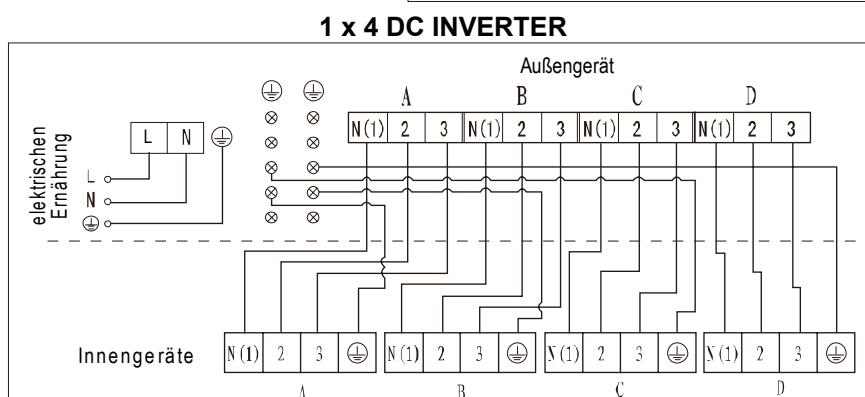 1 x 4 DC INVERTER
Außengerät
A B C D
L N
N(1) 2 3 N(1) 2 3 N(1) 2 3 N(1) 2 3
elektrischen
Ernährung
L
N
Innengeräte
N(1) 2 3 N(1) 2 3 N(1) 2 3 N(1) 2 3
A B C D